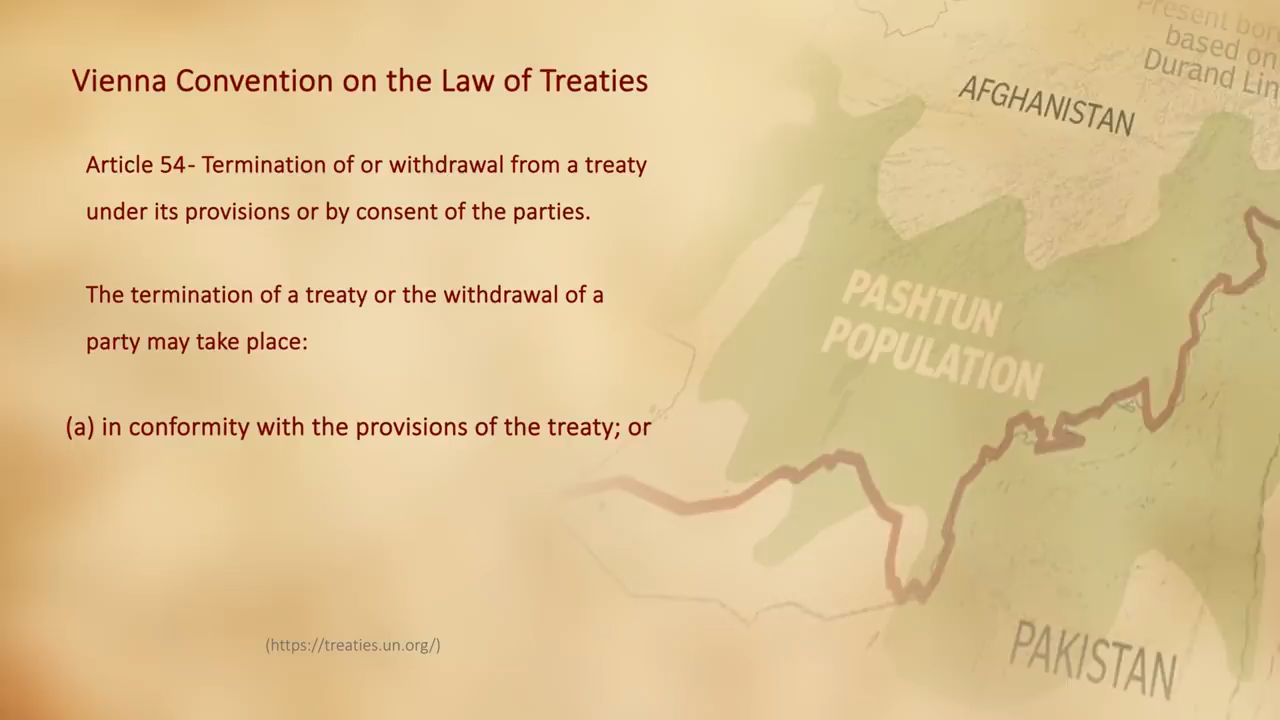 Vienna Convention on the Law of Treaties
Article 54- Termination of or withdrawal from a treaty
under its provisions or by consent of the parties.
The termination of a treaty or the withdrawal of a
party may take place:
(a) in conformity with the provisions of the treaty; or
(https://treaties.un.org/)
Present
based on
Durand
AFGHANISTAN
PASHTUN
POPULATION
PAKISTAN